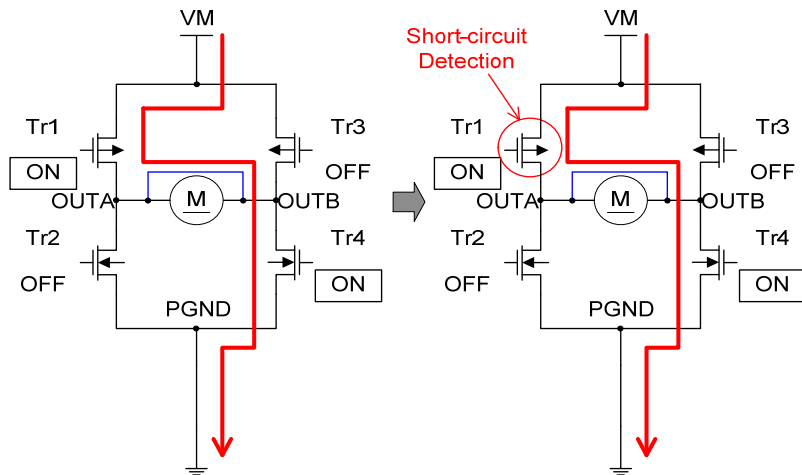 VM
Tr1
ON
Tr3
OFF
OUTA
M
OUTB
Tr2
OFF
Tr4
ON
PGND
Short-circuit
Detection
VM
Tr1
ON
Tr3
OFF
OUTA
M
OUTB
Tr2
OFF
Tr4
ON
PGND